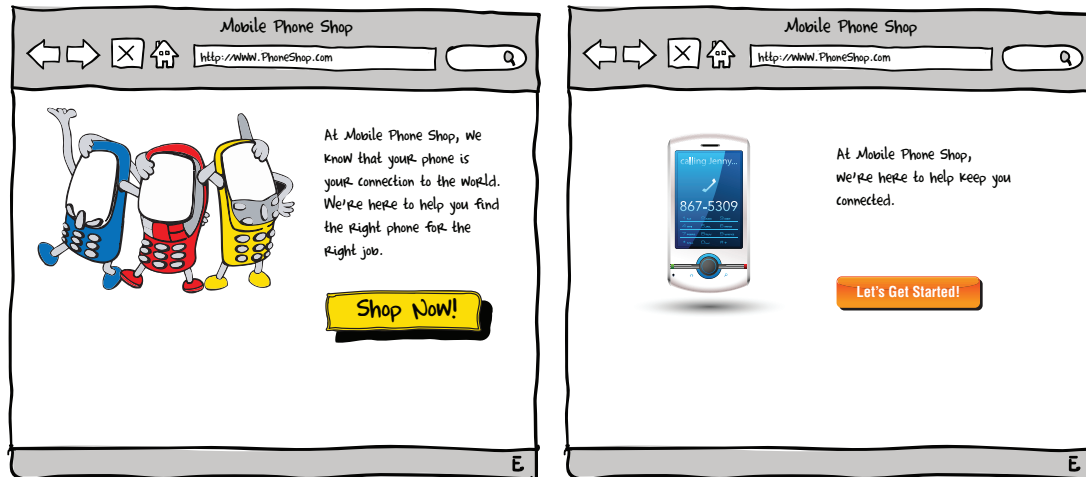 Mobile Phone Shop
http://www.PhoneShop.com
At Mobile Phone Shop, we
know that your phone is
your connection to the world.
We're here to help you find
the right phone for the
right job.
Shop Now!
E
Mobile Phone Shop
http://www.PhoneShop.com
calling Jenny...
867-5309
At Mobile Phone Shop,
we're here to help keep you
connected.
Let's Get Started!
E